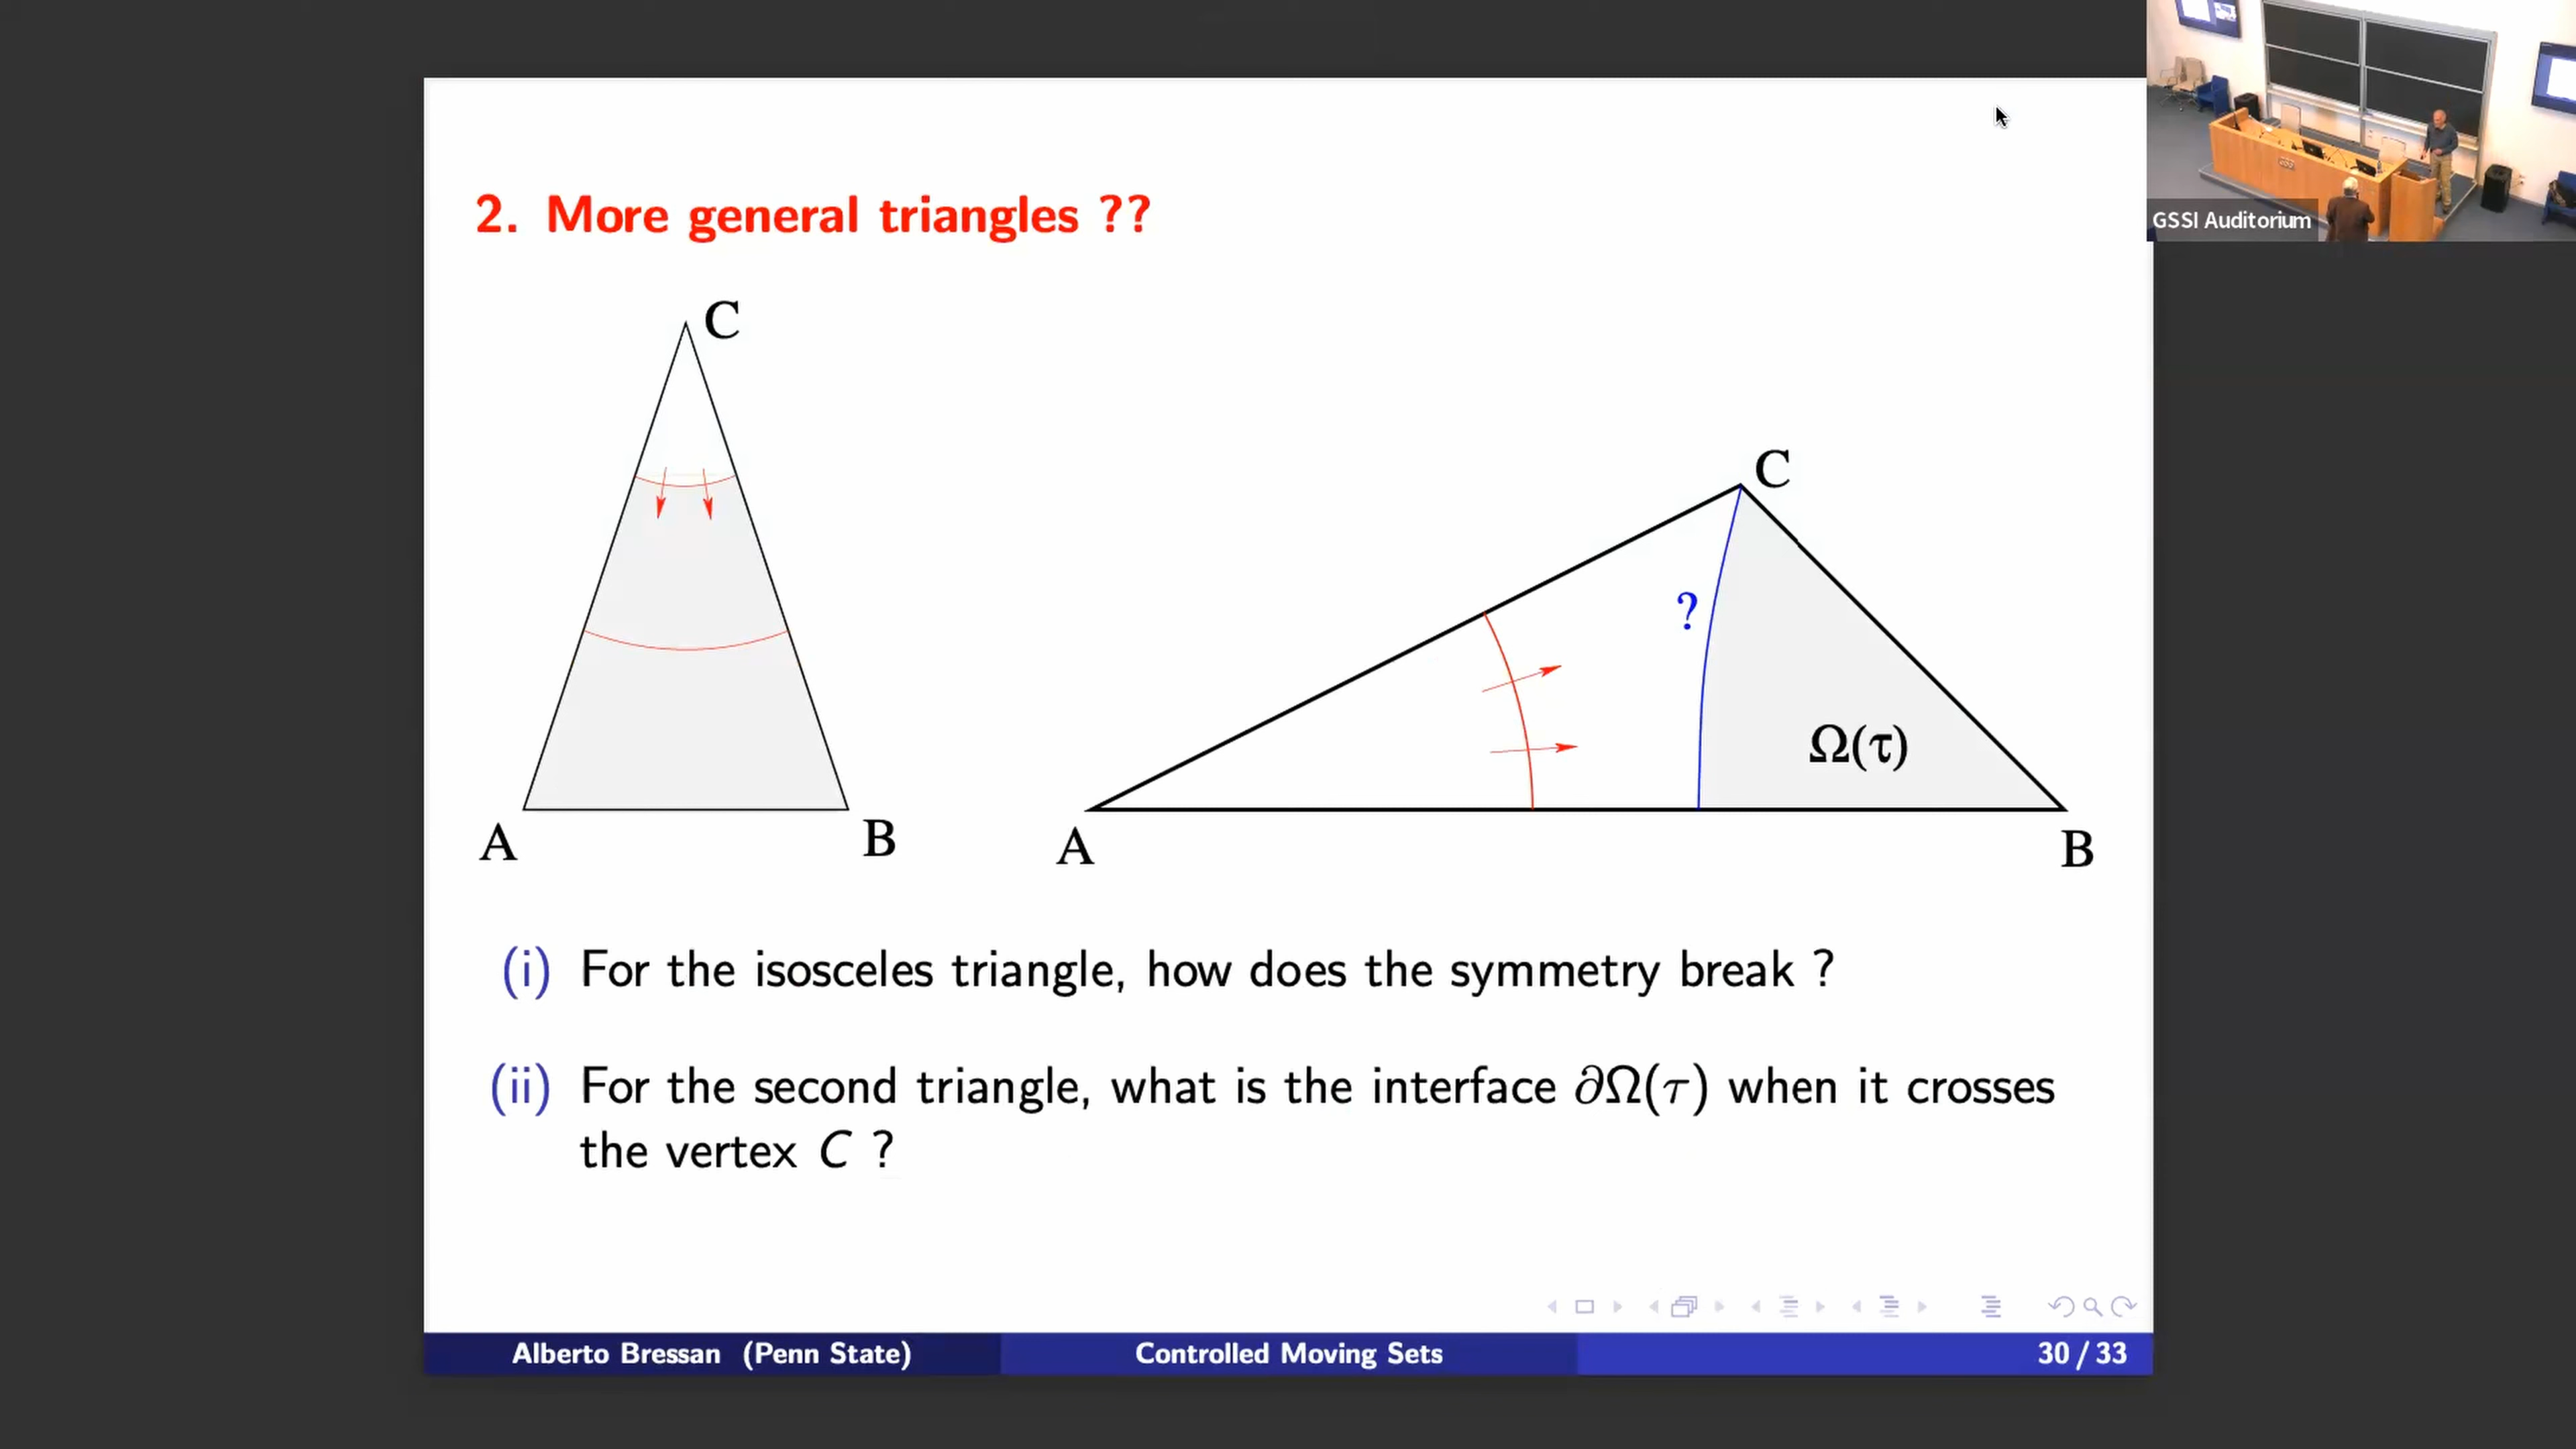 GSSI Auditorium
2. More general triangles ??
C
A
B
C
?
Ω(τ)
A
B
(i) For the isosceles triangle, how does the symmetry break ?
(ii) For the second triangle, what is the interface ∂Ω(τ) when it crosses
the vertex C ?
Alberto Bressan (Penn State)
Controlled Moving Sets
30 / 33